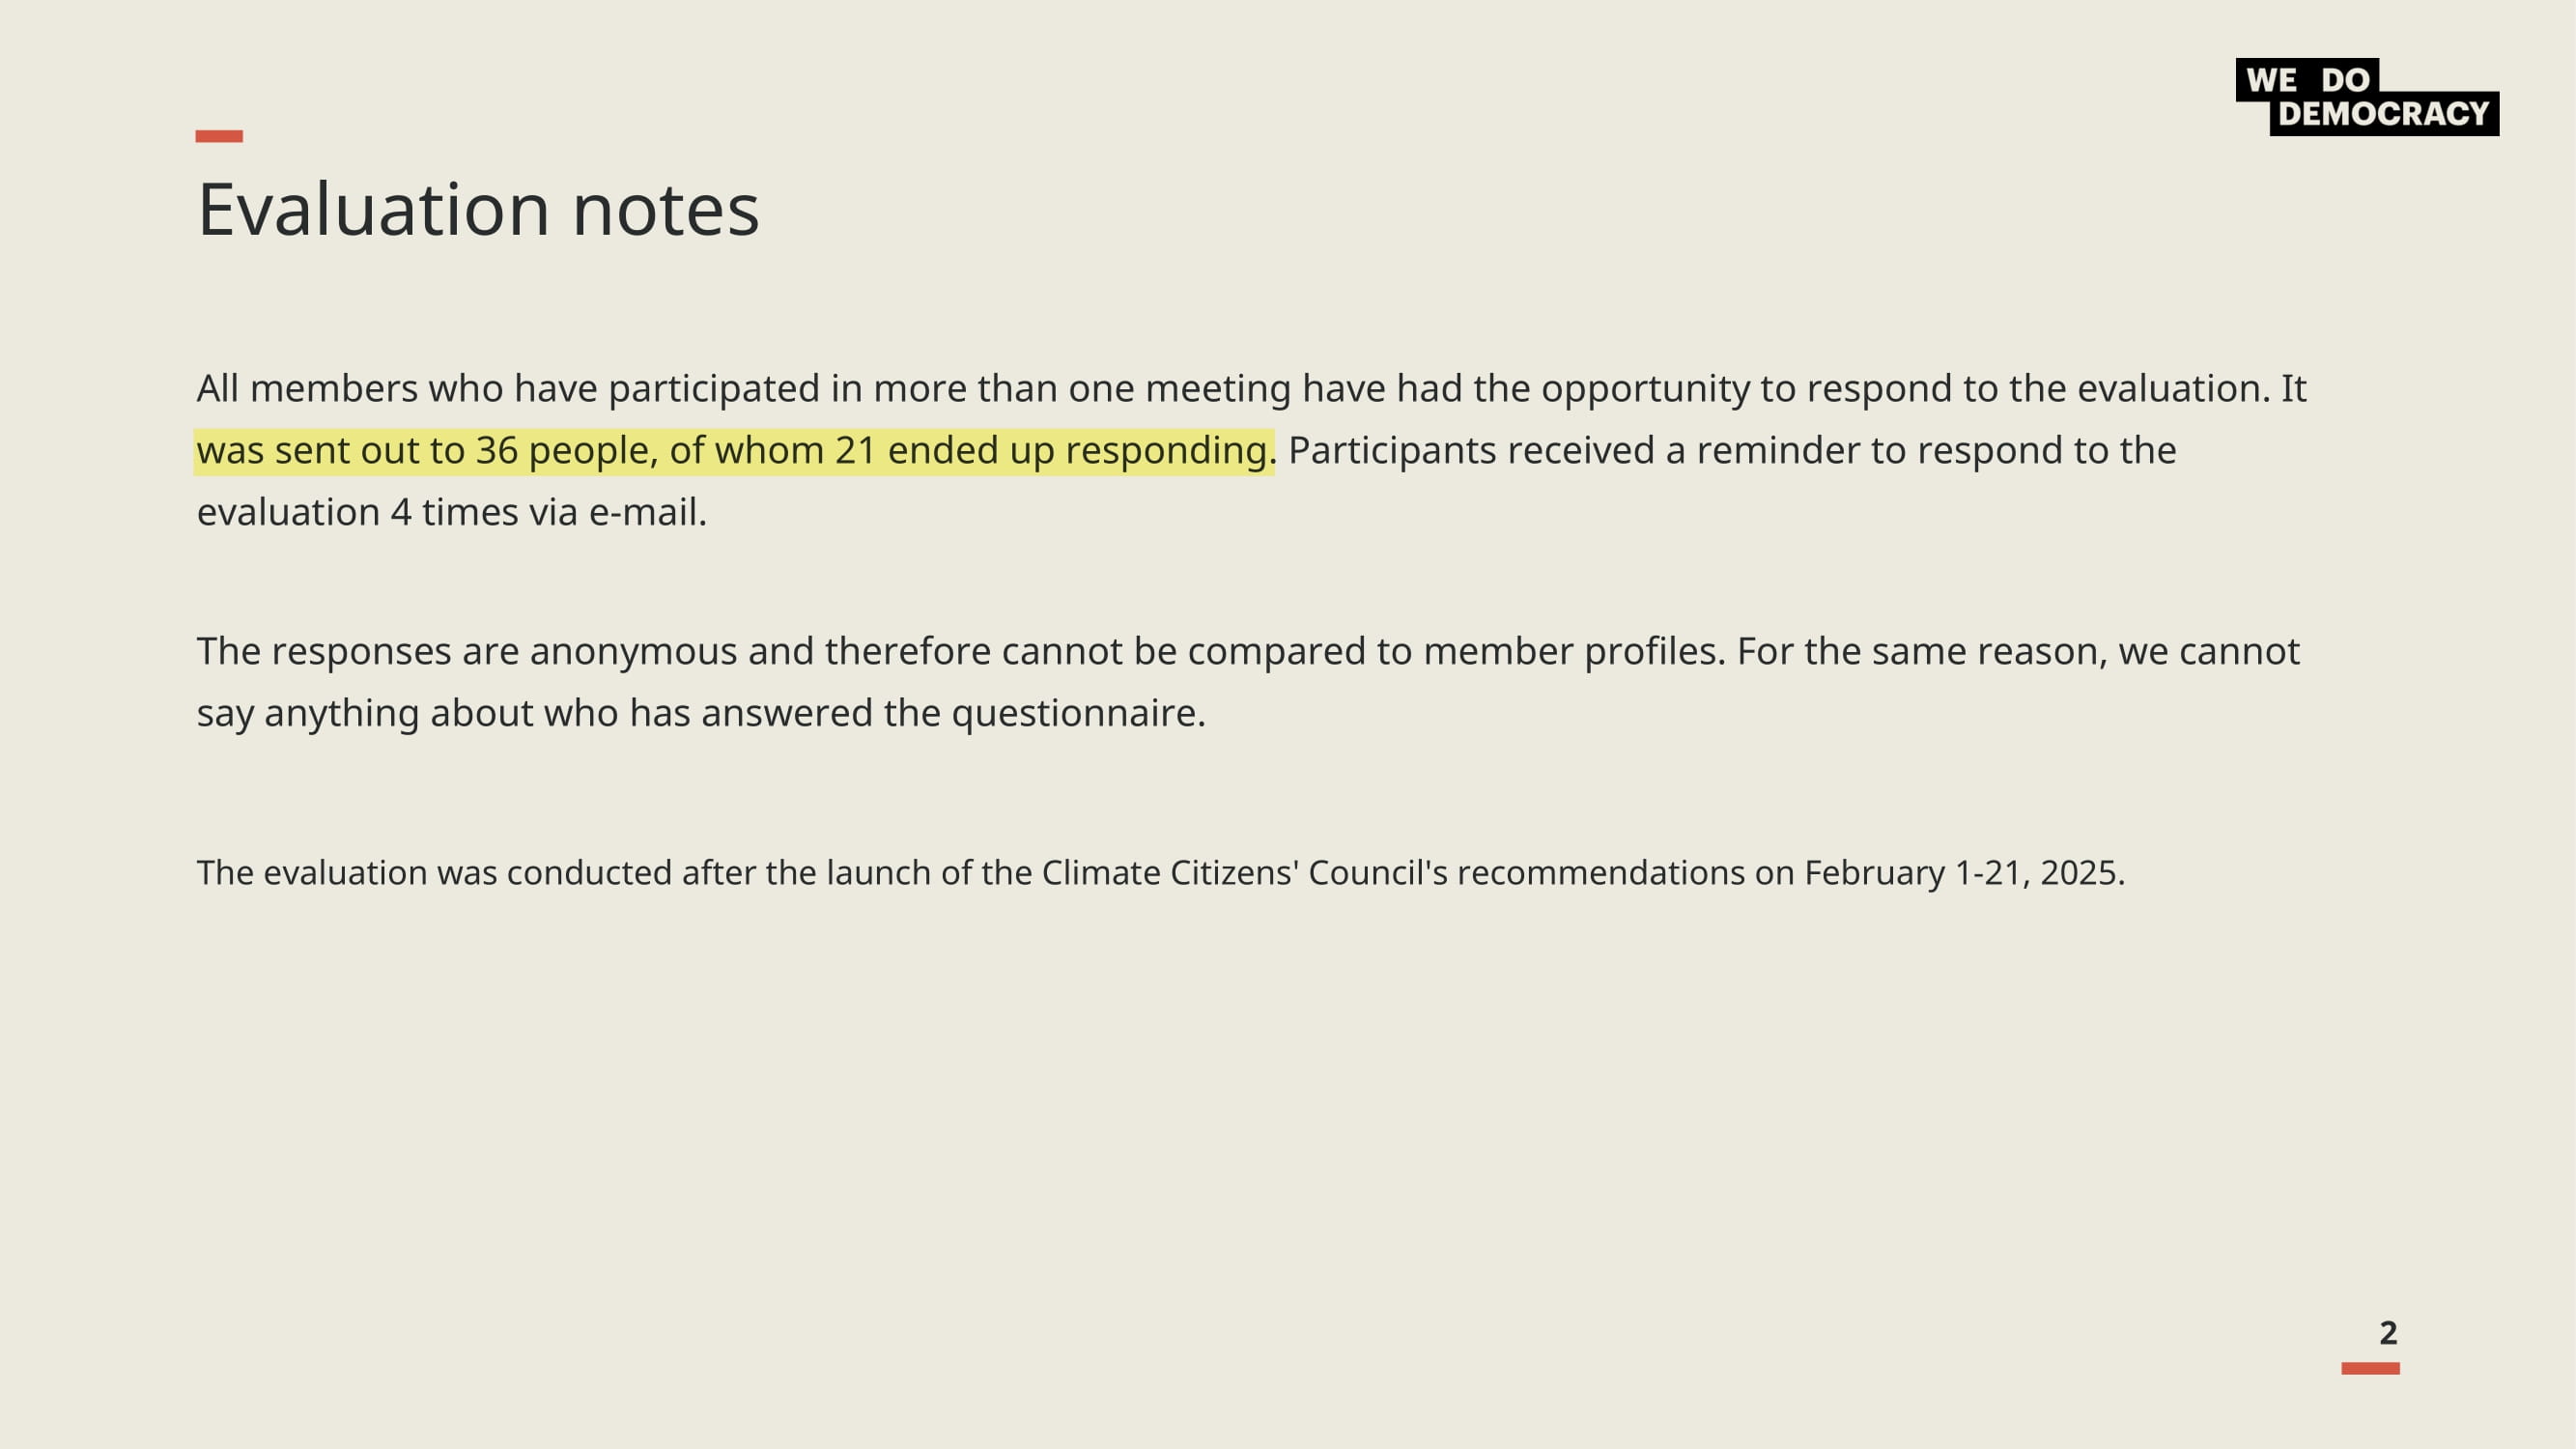 WE DO
DEMOCRACY
Evaluation notes
All members who have participated in more than one meeting have had the opportunity to respond to the evaluation. It
was sent out to 36 people, of whom 21 ended up responding. Participants received a reminder to respond to the
evaluation 4 times via e-mail.
The responses are anonymous and therefore cannot be compared to member profiles. For the same reason, we cannot
say anything about who has answered the questionnaire.
The evaluation was conducted after the launch of the Climate Citizens' Council's recommendations on February 1-21, 2025.
2